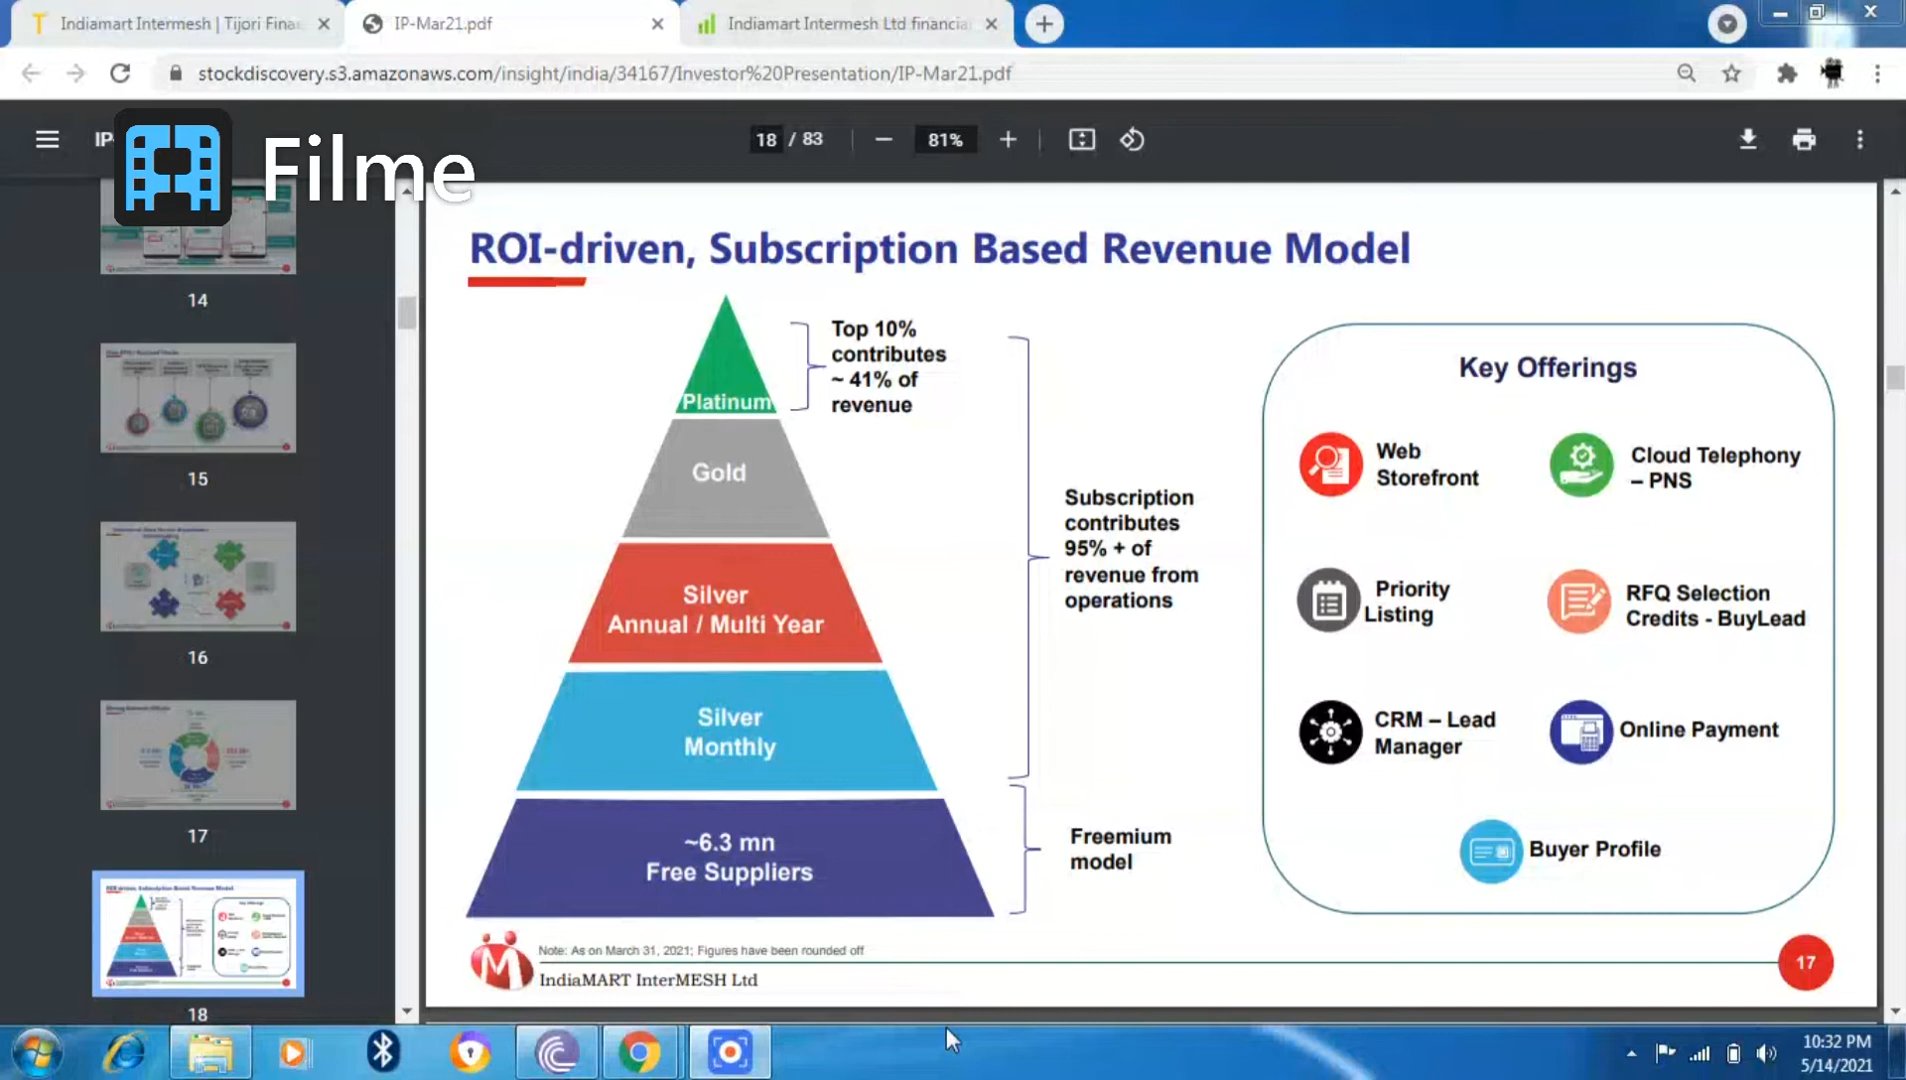 Indiamart Intermesh | Tijori Finan
IP-Mar21.pdf
Indiamart Intermesh Ltd financia
stockdiscovery.s3.amazonaws.com/insight/india/34167/Investor%20Presentation/IP-Mar21.pdf
IP-
Filme
18 / 83
81%
14
15
16
17
18
ROI-driven, Subscription Based Revenue Model
Platinum
Gold
Silver
Annual / Multi Year
Silver
Monthly
~6.3 mn
Free Suppliers
Top 10%
contributes
~ 41% of
revenue
Subscription
contributes
95% + of
revenue from
operations
Freemium
model
Key Offerings
Web
Storefront
Cloud Telephony
– PNS
Priority
Listing
RFQ Selection
Credits - BuyLead
CRM – Lead
Manager
Online Payment
Buyer Profile
Note: As on March 31, 2021; Figures have been rounded off
IndiaMART InterMESH Ltd
17
10:32 PM
5/14/2021